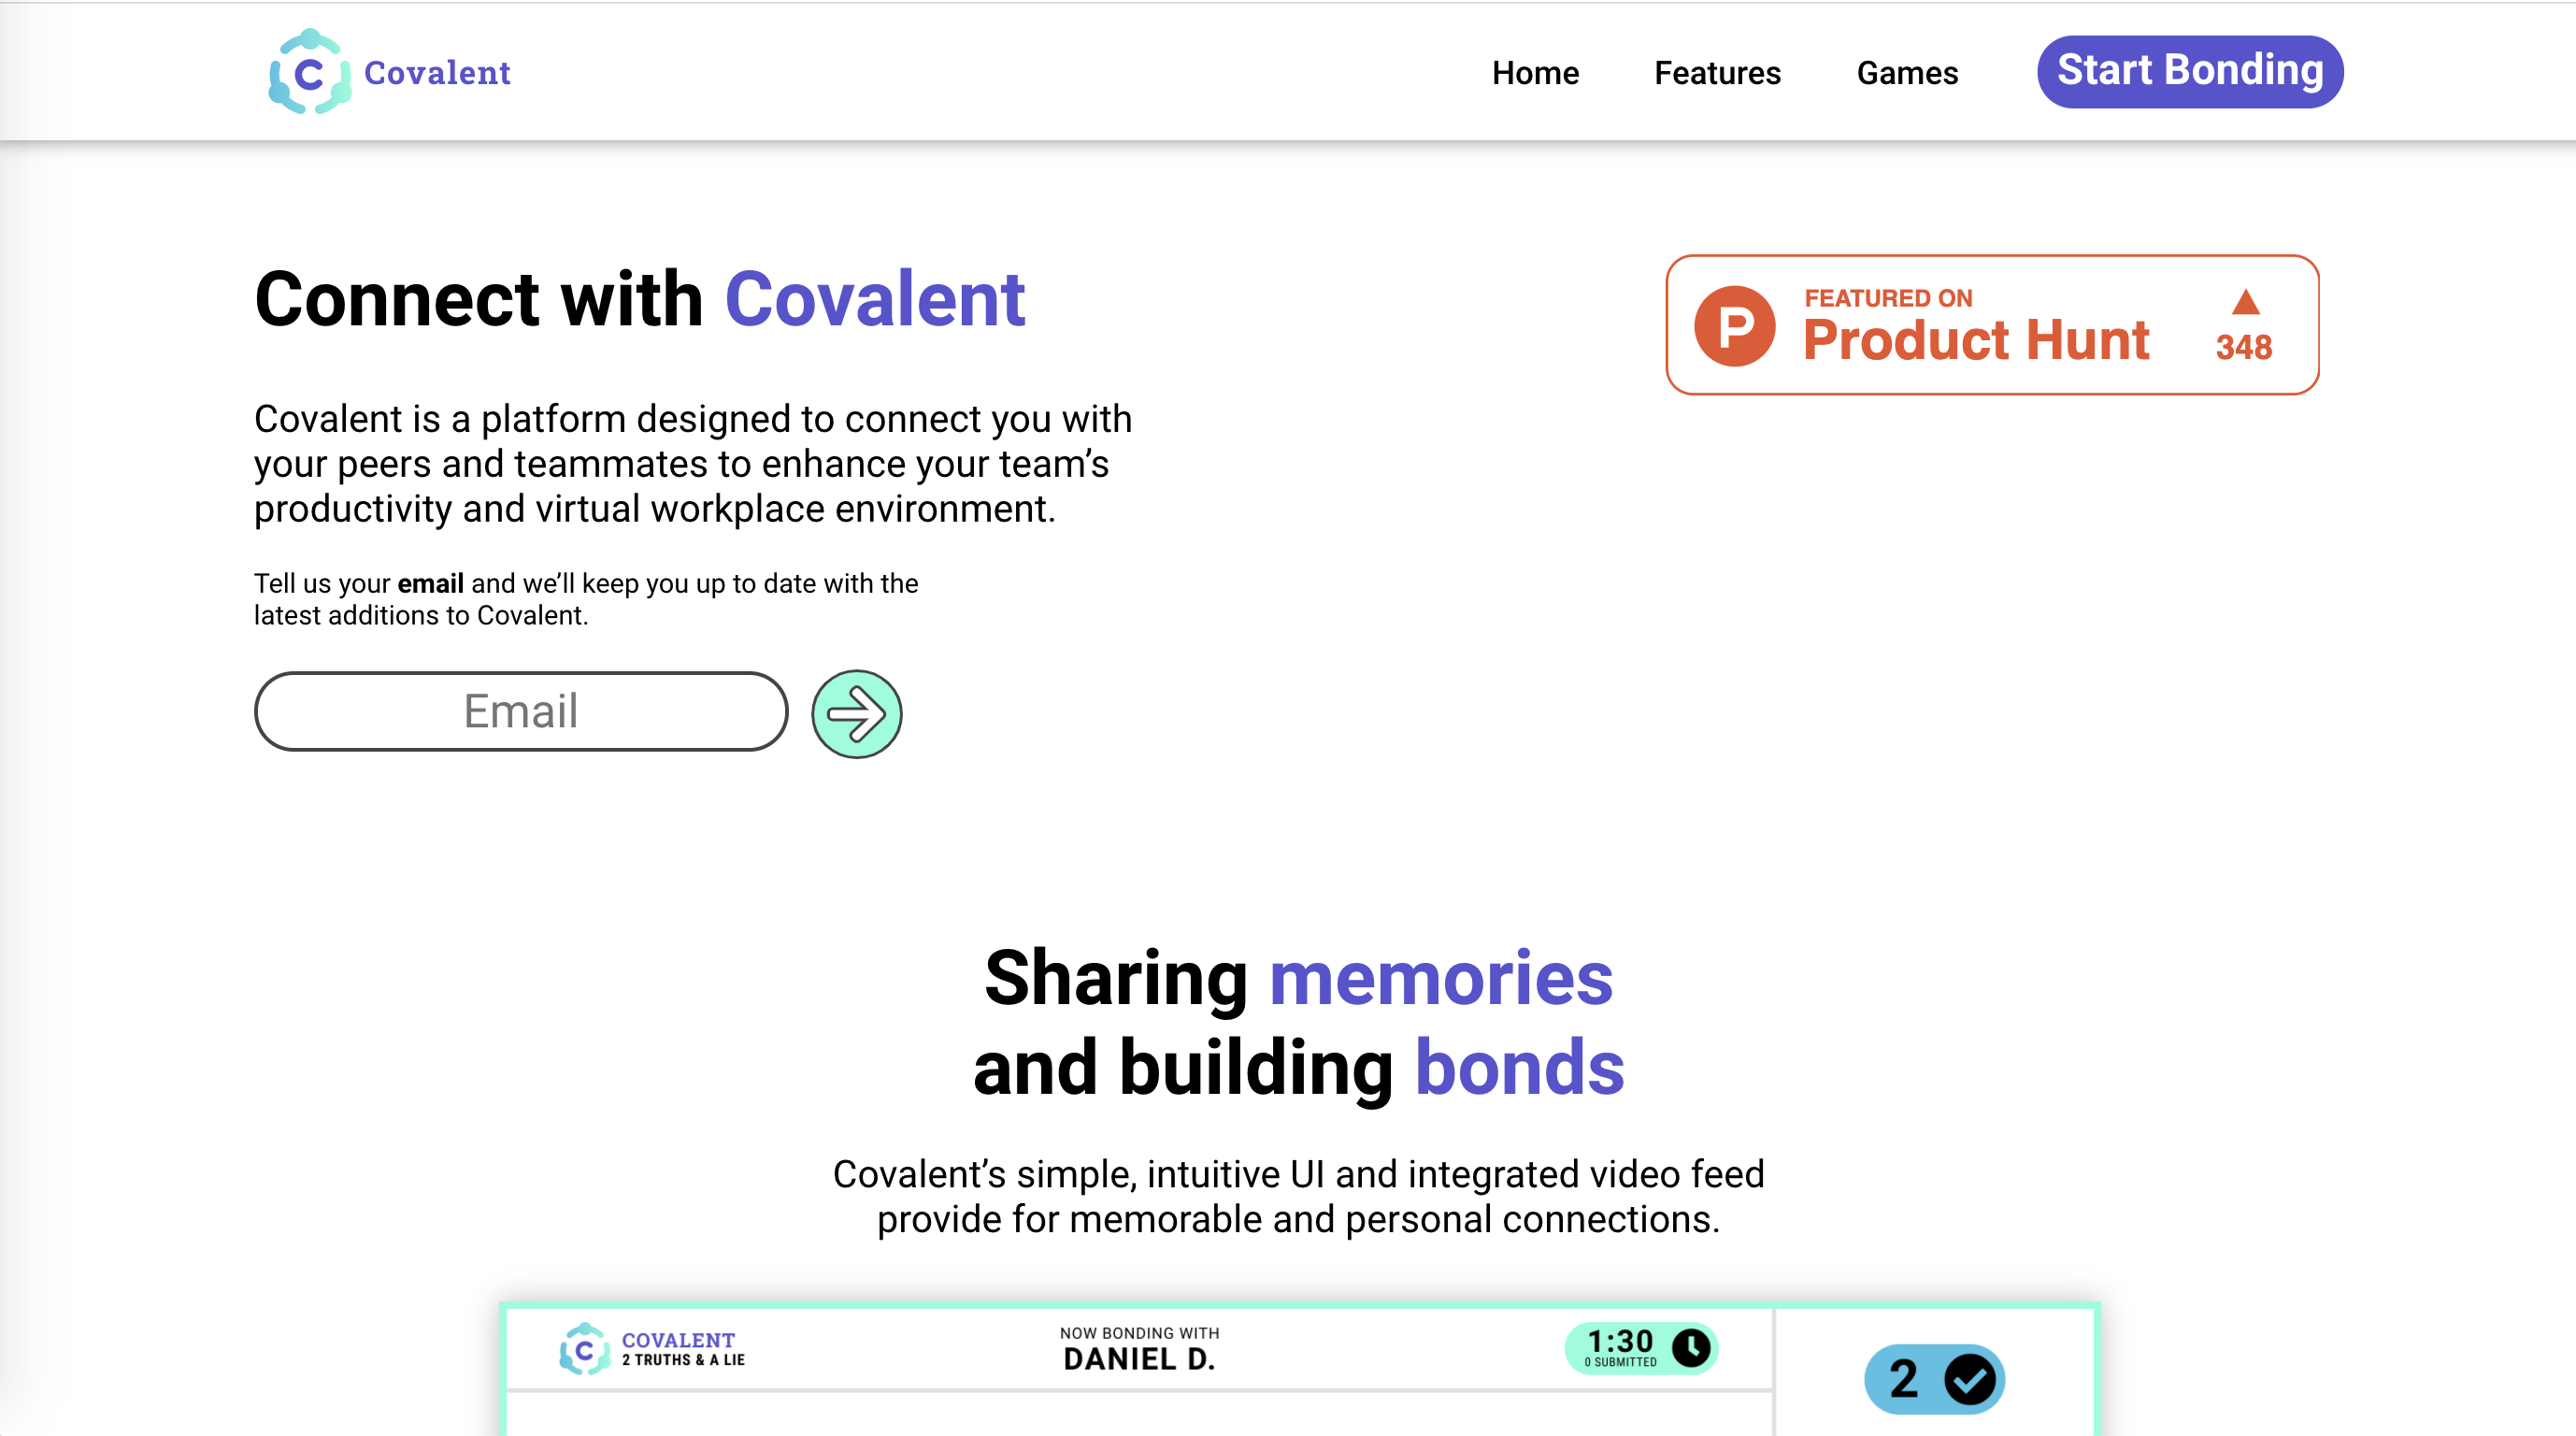 C Covalent
Home Features Games Start Bonding
Connect with Covalent
FEATURED ON
Product Hunt
P
348
Covalent is a platform designed to connect you with
your peers and teammates to enhance your team’s
productivity and virtual workplace environment.
Tell us your email and we’ll keep you up to date with the
latest additions to Covalent.
Email
Sharing memories
and building bonds
Covalent’s simple, intuitive UI and integrated video feed
provide for memorable and personal connections.
C COVALENT
2 TRUTHS & A LIE
NOW BONDING WITH
DANIEL D.
1:30
0 SUBMITTED
2